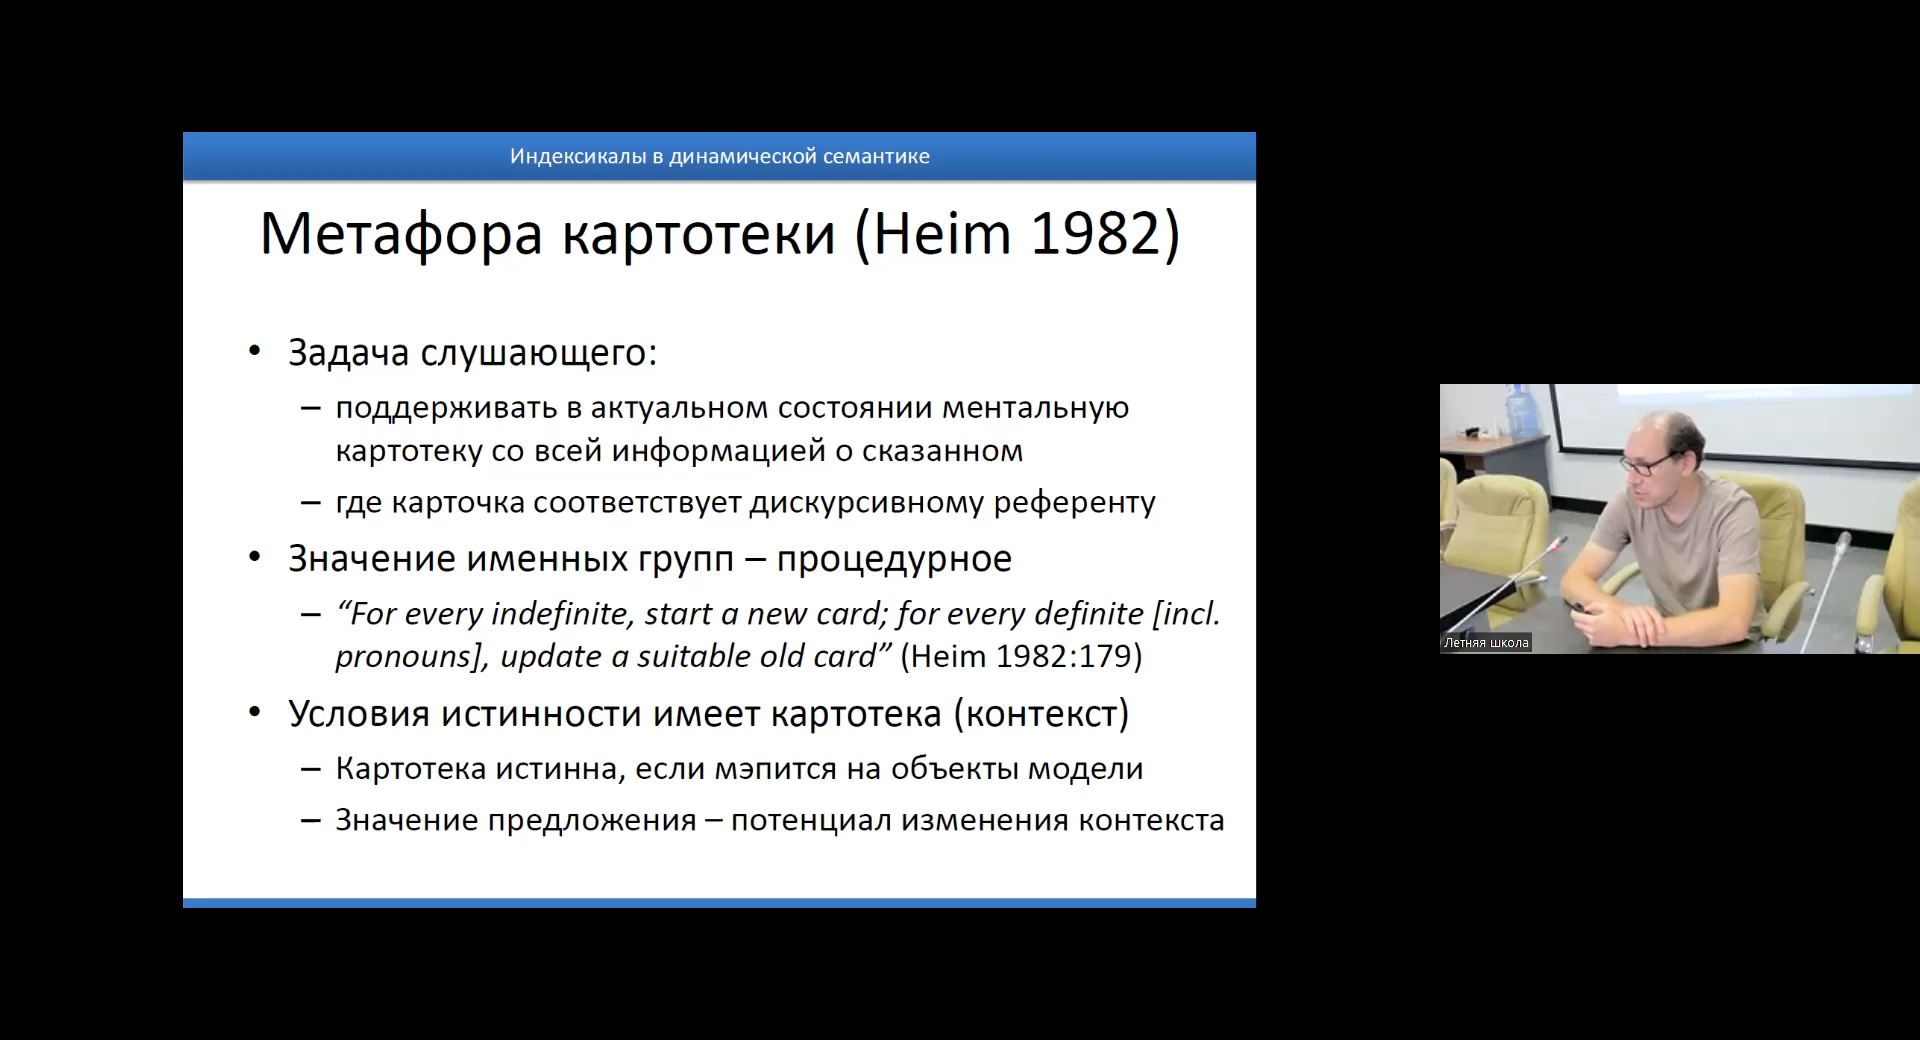 Индексикалы в динамической семантике
Метафора картотеки (Heim 1982)
• Задача слушающего:
– поддерживать в актуальном состоянии ментальную
картотеку со всей информацией о сказанном
– где карточка соответствует дискурсивному референту
• Значение именных групп – процедурное
– “For every indefinite, start a new card; for every definite [incl.
pronouns], update a suitable old card” (Heim 1982:179)
• Условия истинности имеет картотека (контекст)
– Картотека истинна, если мэпится на объекты модели
– Значение предложения – потенциал изменения контекста
Летняя школа